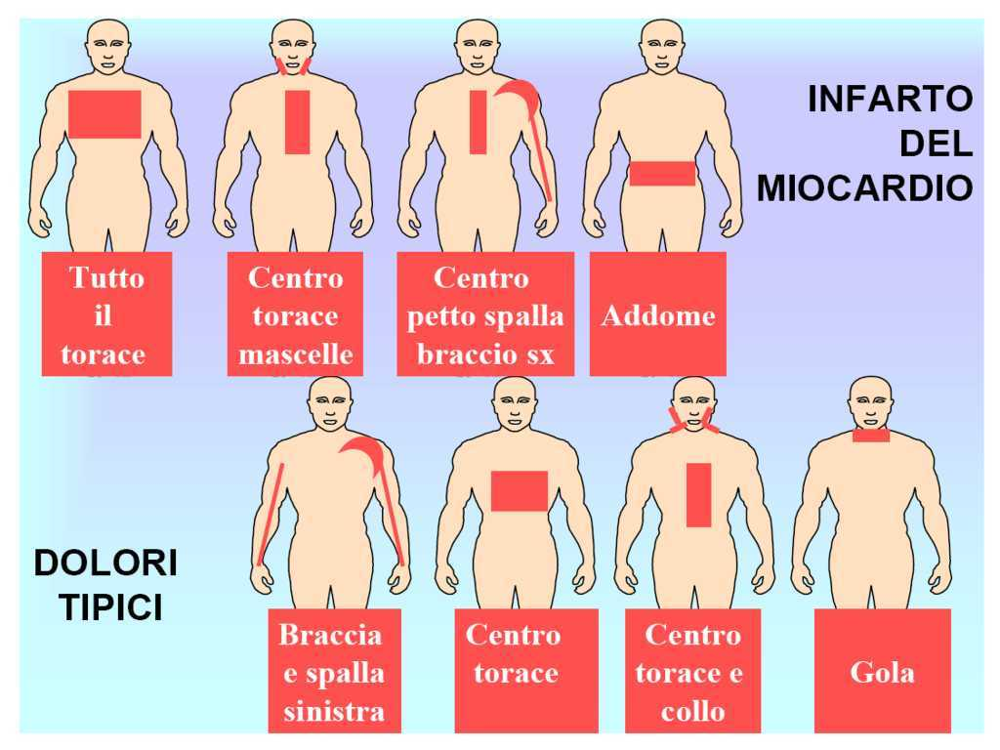 INFARTO
DEL
MIOCARDIO
Tutto
il
torace
Centro
torace
mascelle
Centro
petto spalla
braccio sx
Addome
DOLORI
TIPICI
Braccia
e spalla
sinistra
Centro
torace
Centro
torace e
collo
Gola